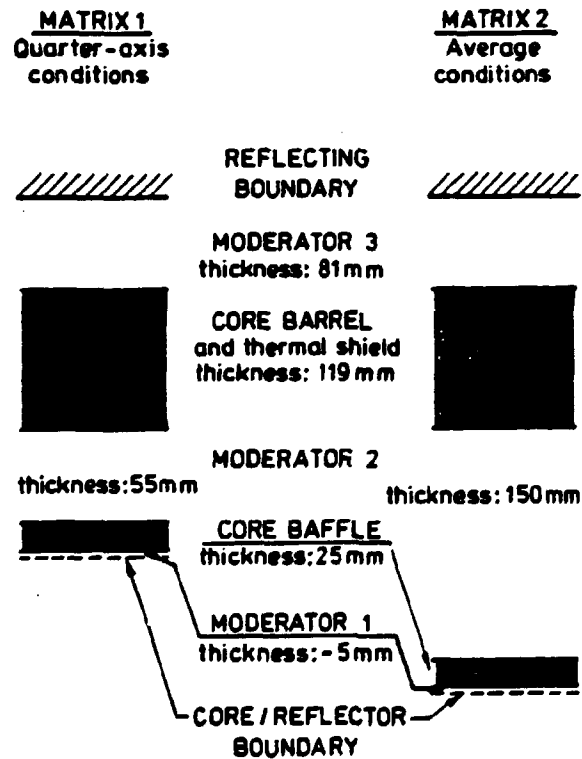 MATRIX 1
Quarter-axis
conditions
MATRIX 2
Average
conditions
REFLECTING
BOUNDARY
MODERATOR 3
thickness: 81mm
CORE BARREL
and thermal shield
thickness: 119mm
MODERATOR 2
thickness:55mm
thickness:150mm
CORE BAFFLE
thickness:25mm
MODERATOR 1
thickness:-5mm
CORE/REFLECTOR
BOUNDARY